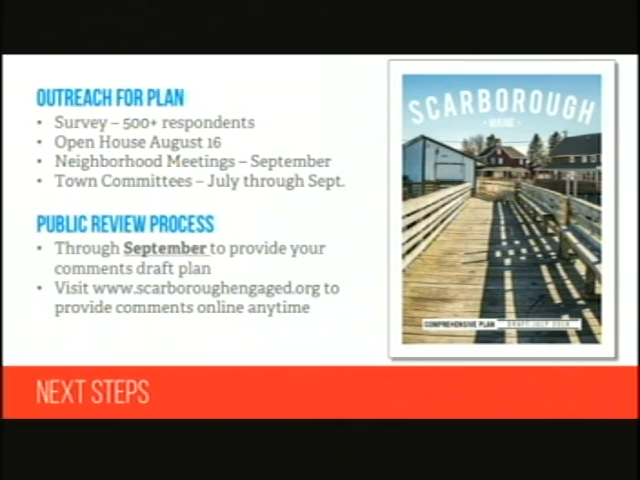 OUTREACH FOR PLAN
• Survey – 500+ respondents
• Open House August 16
• Neighborhood Meetings – September
• Town Committees – July through Sept.
PUBLIC REVIEW PROCESS
• Through September to provide your
comments draft plan
• Visit www.scarboroughengaged.org to
provide comments online anytime
SCARBOROUGH
• MAINE •
COMPREHENSIVE PLAN
DRAFT JULY
NEXT STEPS